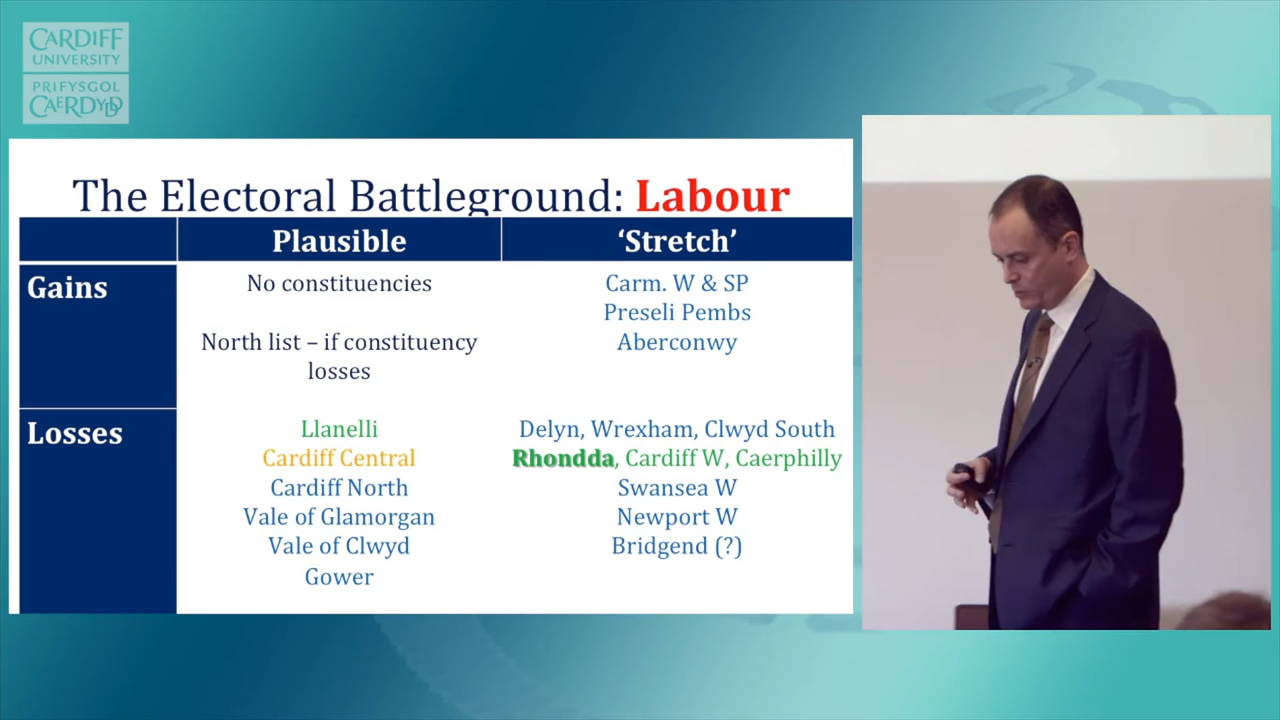 CARDIFF
UNIVERSITY
PRIFYSGOL
CAERDYDD
The Electoral Battleground: Labour
Plausible
‘Stretch’
Gains
No constituencies
North list – if constituency
losses
Carm. W & SP
Preseli Pembs
Aberconwy
Losses
Llanelli
Cardiff Central
Cardiff North
Vale of Glamorgan
Vale of Clwyd
Gower
Delyn, Wrexham, Clwyd South
Rhondda, Cardiff W, Caerphilly
Swansea W
Newport W
Bridgend (?)